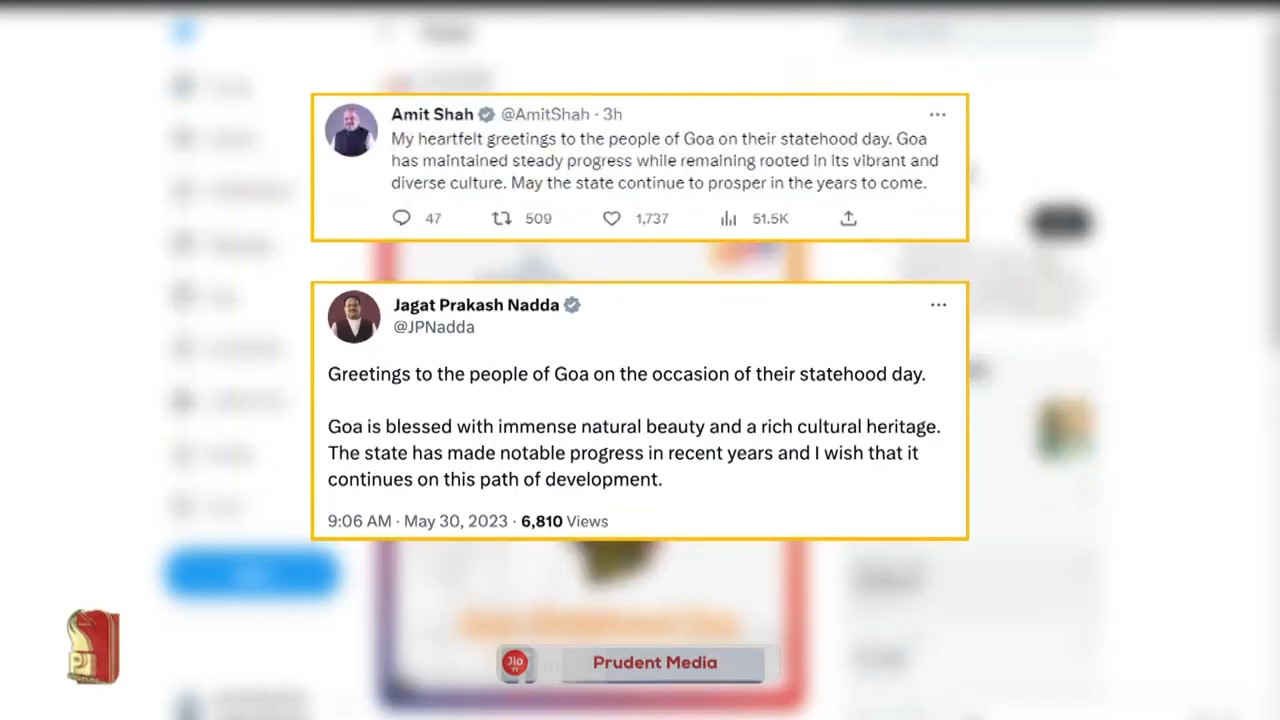 Amit Shah @AmitShah · 3h
My heartfelt greetings to the people of Goa on their statehood day. Goa
has maintained steady progress while remaining rooted in its vibrant and
diverse culture. May the state continue to prosper in the years to come.
47 509 1,737 51.5K
Jagat Prakash Nadda
@JPNadda
Greetings to the people of Goa on the occasion of their statehood day.
Goa is blessed with immense natural beauty and a rich cultural heritage.
The state has made notable progress in recent years and I wish that it
continues on this path of development.
9:06 AM · May 30, 2023 · 6,810 Views
Jio
TV
Prudent Media